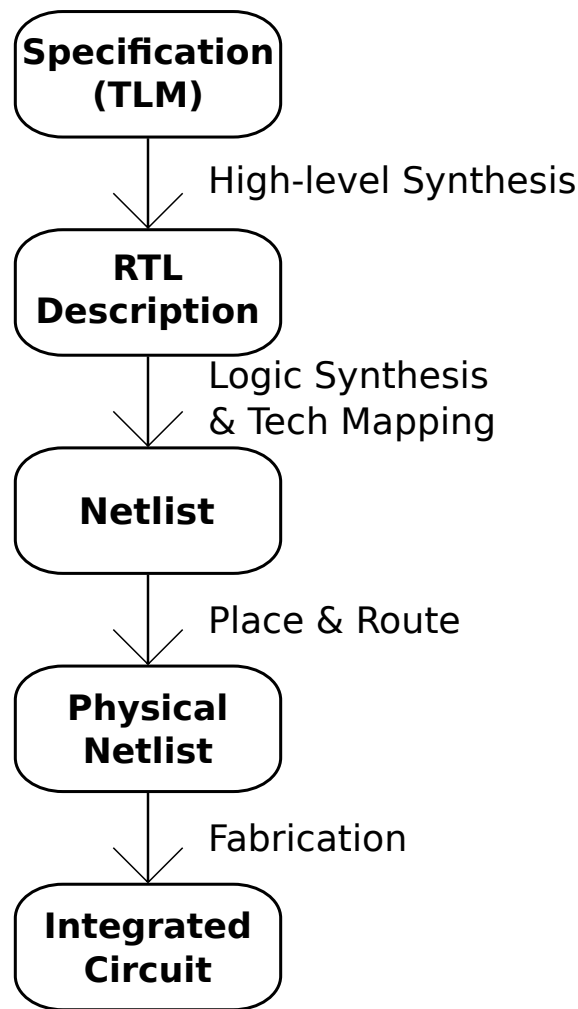 Specification
(TLM)
High-level Synthesis
RTL
Description
Logic Synthesis
& Tech Mapping
Netlist
Place & Route
Physical
Netlist
Fabrication
Integrated
Circuit